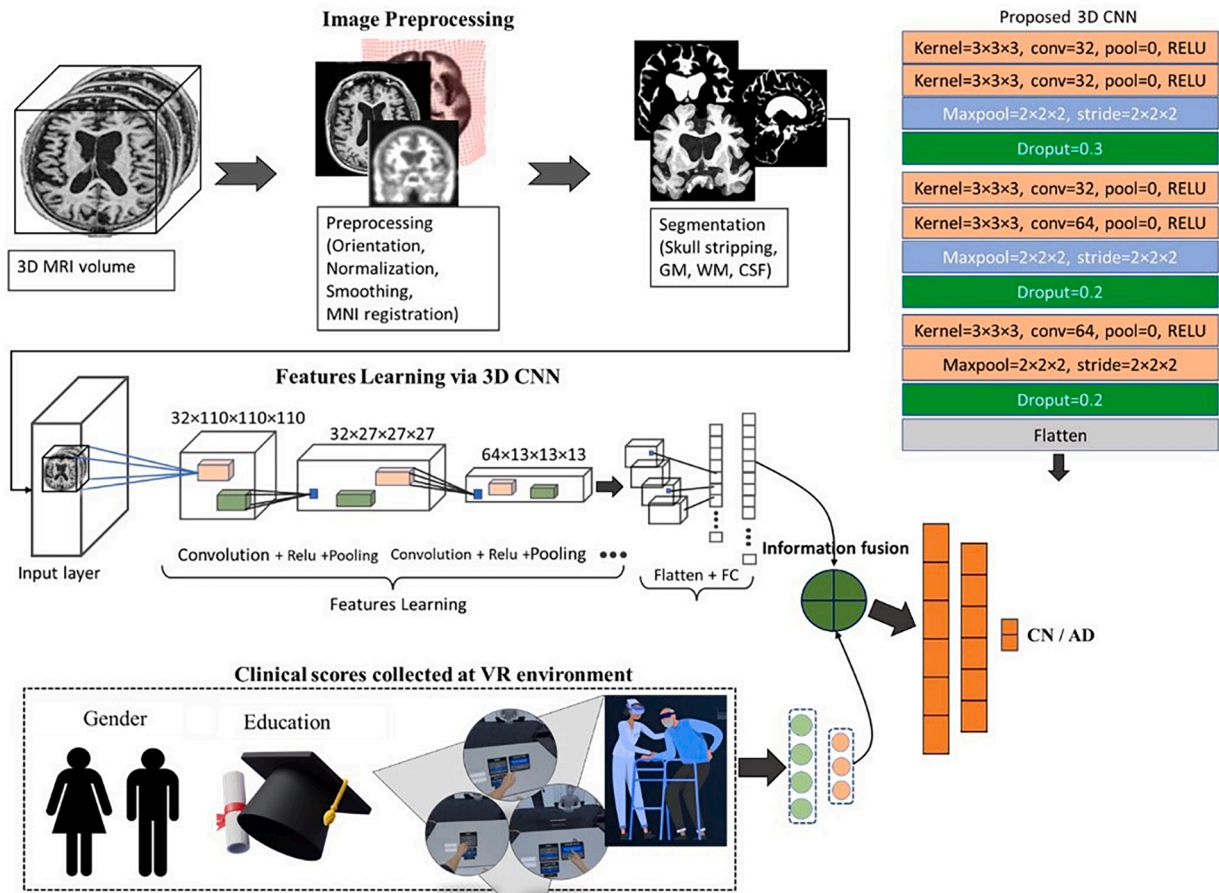 Image Preprocessing
3D MRI volume
Preprocessing
(Orientation,
Normalization,
Smoothing,
MNI registration)
Segmentation
(Skull stripping,
GM, WM, CSF)
Proposed 3D CNN
Kernel=3×3×3, conv=32, pool=0, RELU
Kernel=3×3×3, conv=32, pool=0, RELU
Maxpool=2×2×2, stride=2×2×2
Droput=0.3
Kernel=3×3×3, conv=32, pool=0, RELU
Kernel=3×3×3, conv=64, pool=0, RELU
Maxpool=2×2×2, stride=2×2×2
Droput=0.2
Kernel=3×3×3, conv=64, pool=0, RELU
Maxpool=2×2×2, stride=2×2×2
Droput=0.2
Flatten
Features Learning via 3D CNN
32×110×110×110
32×27×27×27
64×13×13×13
Input layer
Convolution + Relu +Pooling
Convolution + Relu +Pooling
Features Learning
Flatten + FC
Information fusion
CN / AD
Clinical scores collected at VR environment
Gender
Education